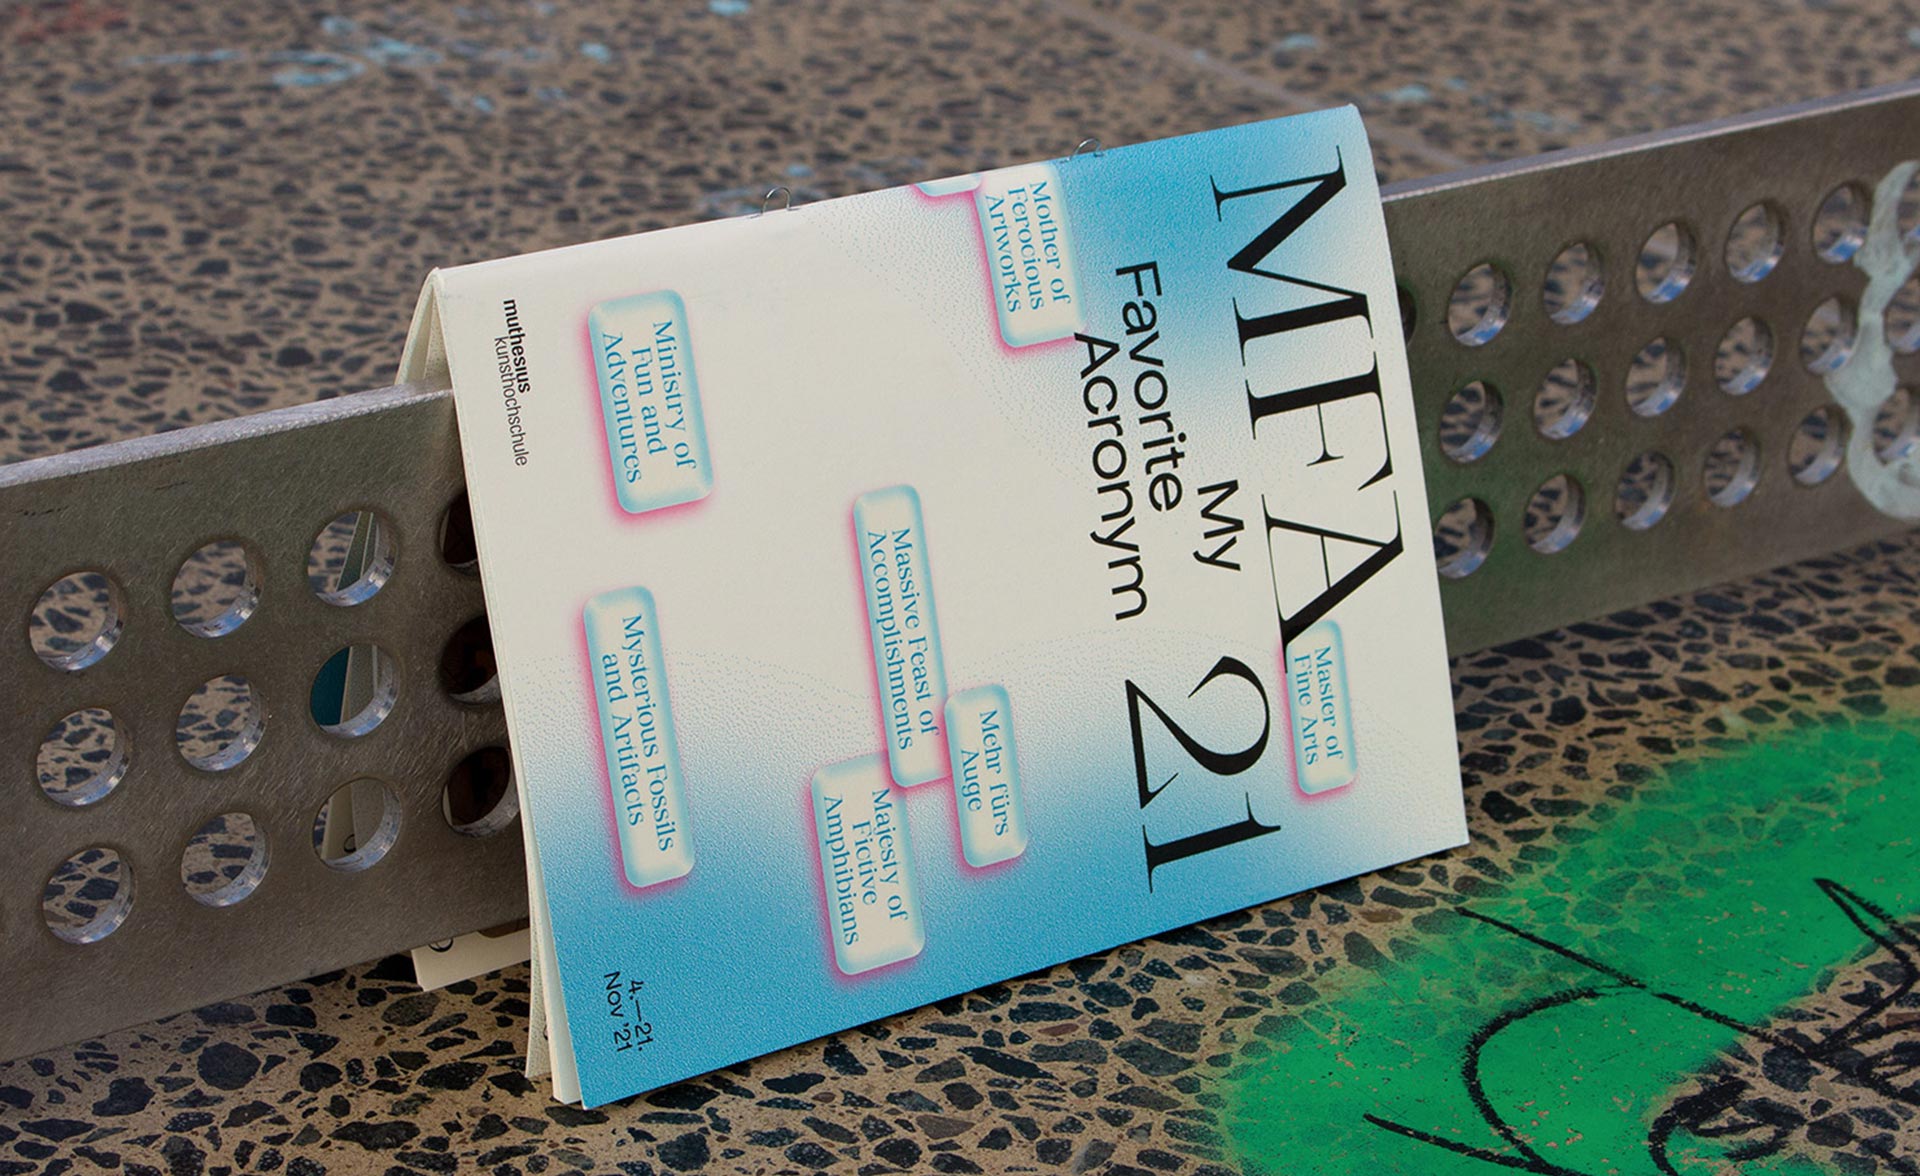 MFA 21
My
Favorite
Acronym
Master of
Fine Arts
Mother of
Ferocious
Artworks
Mehr fürs
Auge
Massive Feast of
Accomplishments
Majesty of
Fictive
Amphibians
Ministry of
Fun and
Adventures
Mysterious Fossils
and Artifacts
muthesius
kunsthochschule
4.—21.
Nov '21